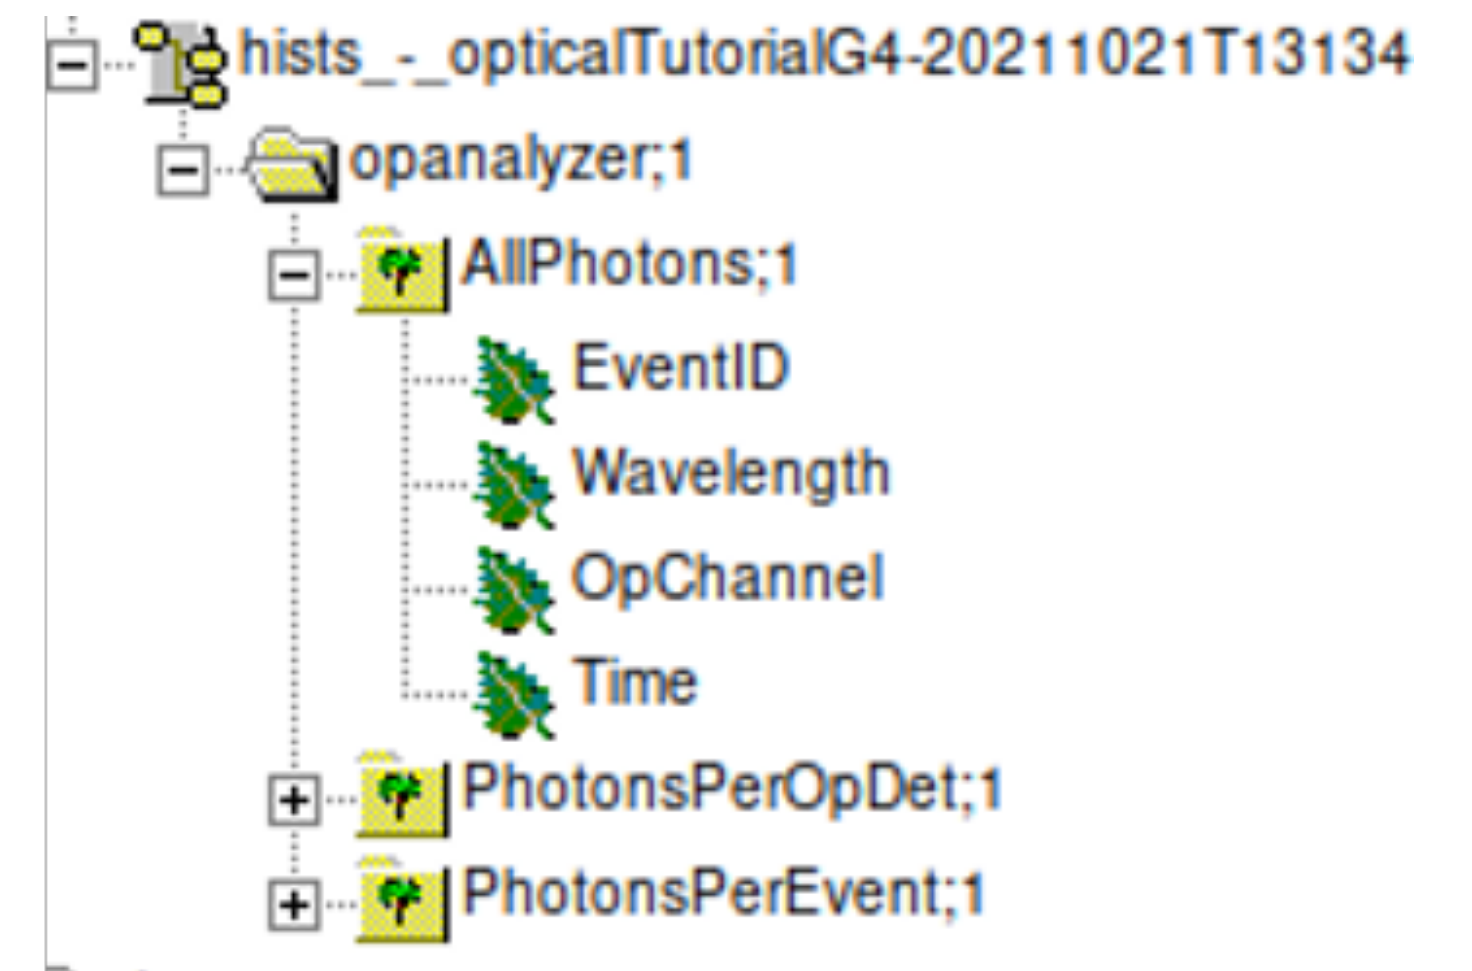 hists_-_opticalTutorialG4-20211021T13134
opanalyzer;1
AllPhotons;1
EventID
Wavelength
OpChannel
Time
PhotonsPerOpDet;1
PhotonsPerEvent;1